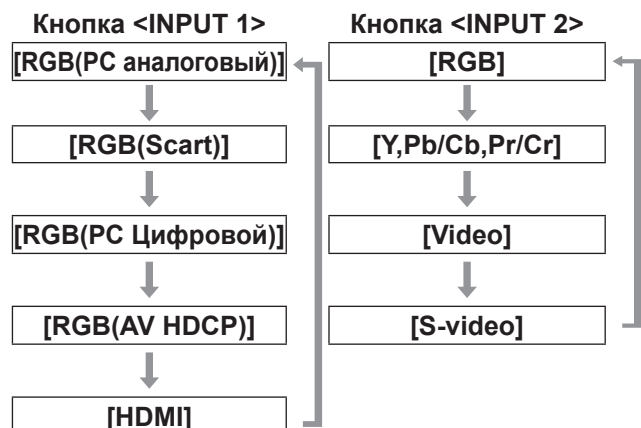 Кнопка <INPUT 1>
[RGB(PC аналоговый)]
[RGB(Scart)]
[RGB(PC Цифровой)]
[RGB(AV HDCP)]
[HDMI]
Кнопка <INPUT 2>
[RGB]
[Y,Pb/Cb,Pr/Cr]
[Video]
[S-video]